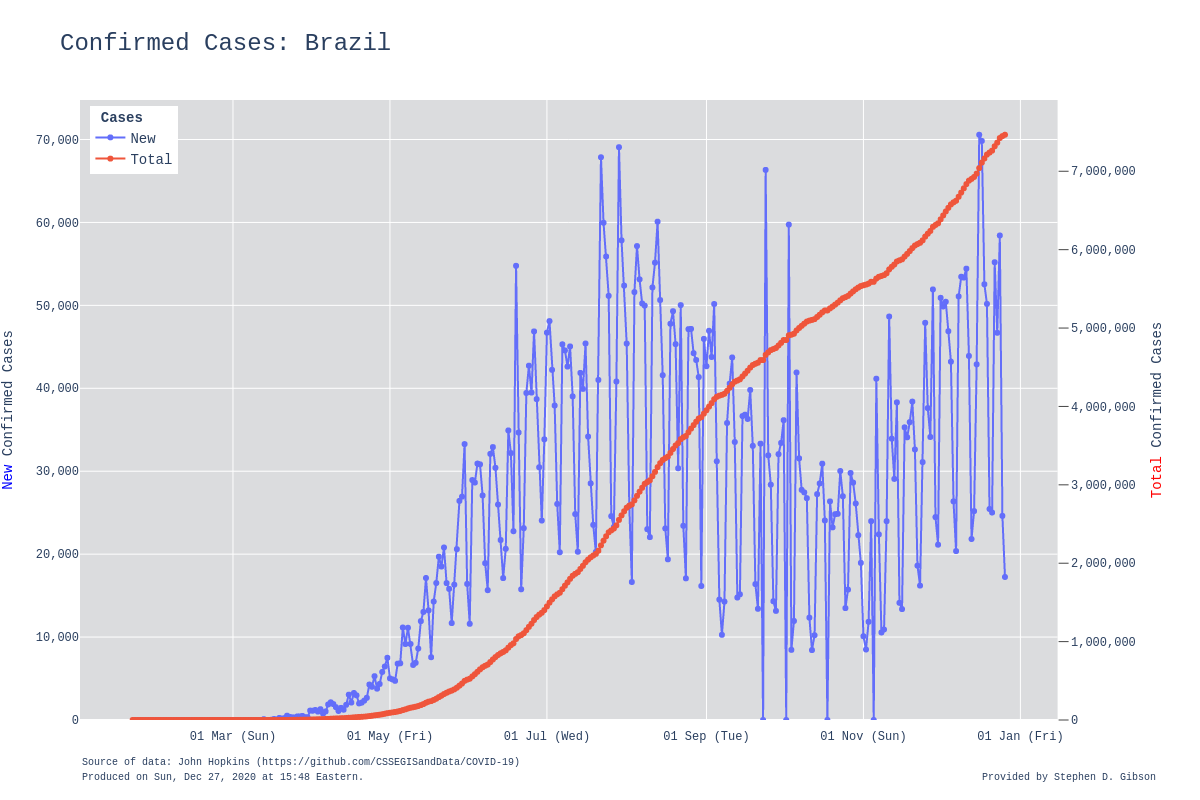 Confirmed Cases: Brazil
Cases
New
Total
70,000
60,000
50,000
40,000
30,000
20,000
10,000
0
New Confirmed Cases
7,000,000
6,000,000
5,000,000
4,000,000
3,000,000
2,000,000
1,000,000
0
Total Confirmed Cases
01 Mar (Sun)
01 May (Fri)
01 Jul (Wed)
01 Sep (Tue)
01 Nov (Sun)
01 Jan (Fri)
Source of data: John Hopkins (https://github.com/CSSEGISandData/COVID-19)
Produced on Sun, Dec 27, 2020 at 15:48 Eastern.
Provided by Stephen D. Gibson